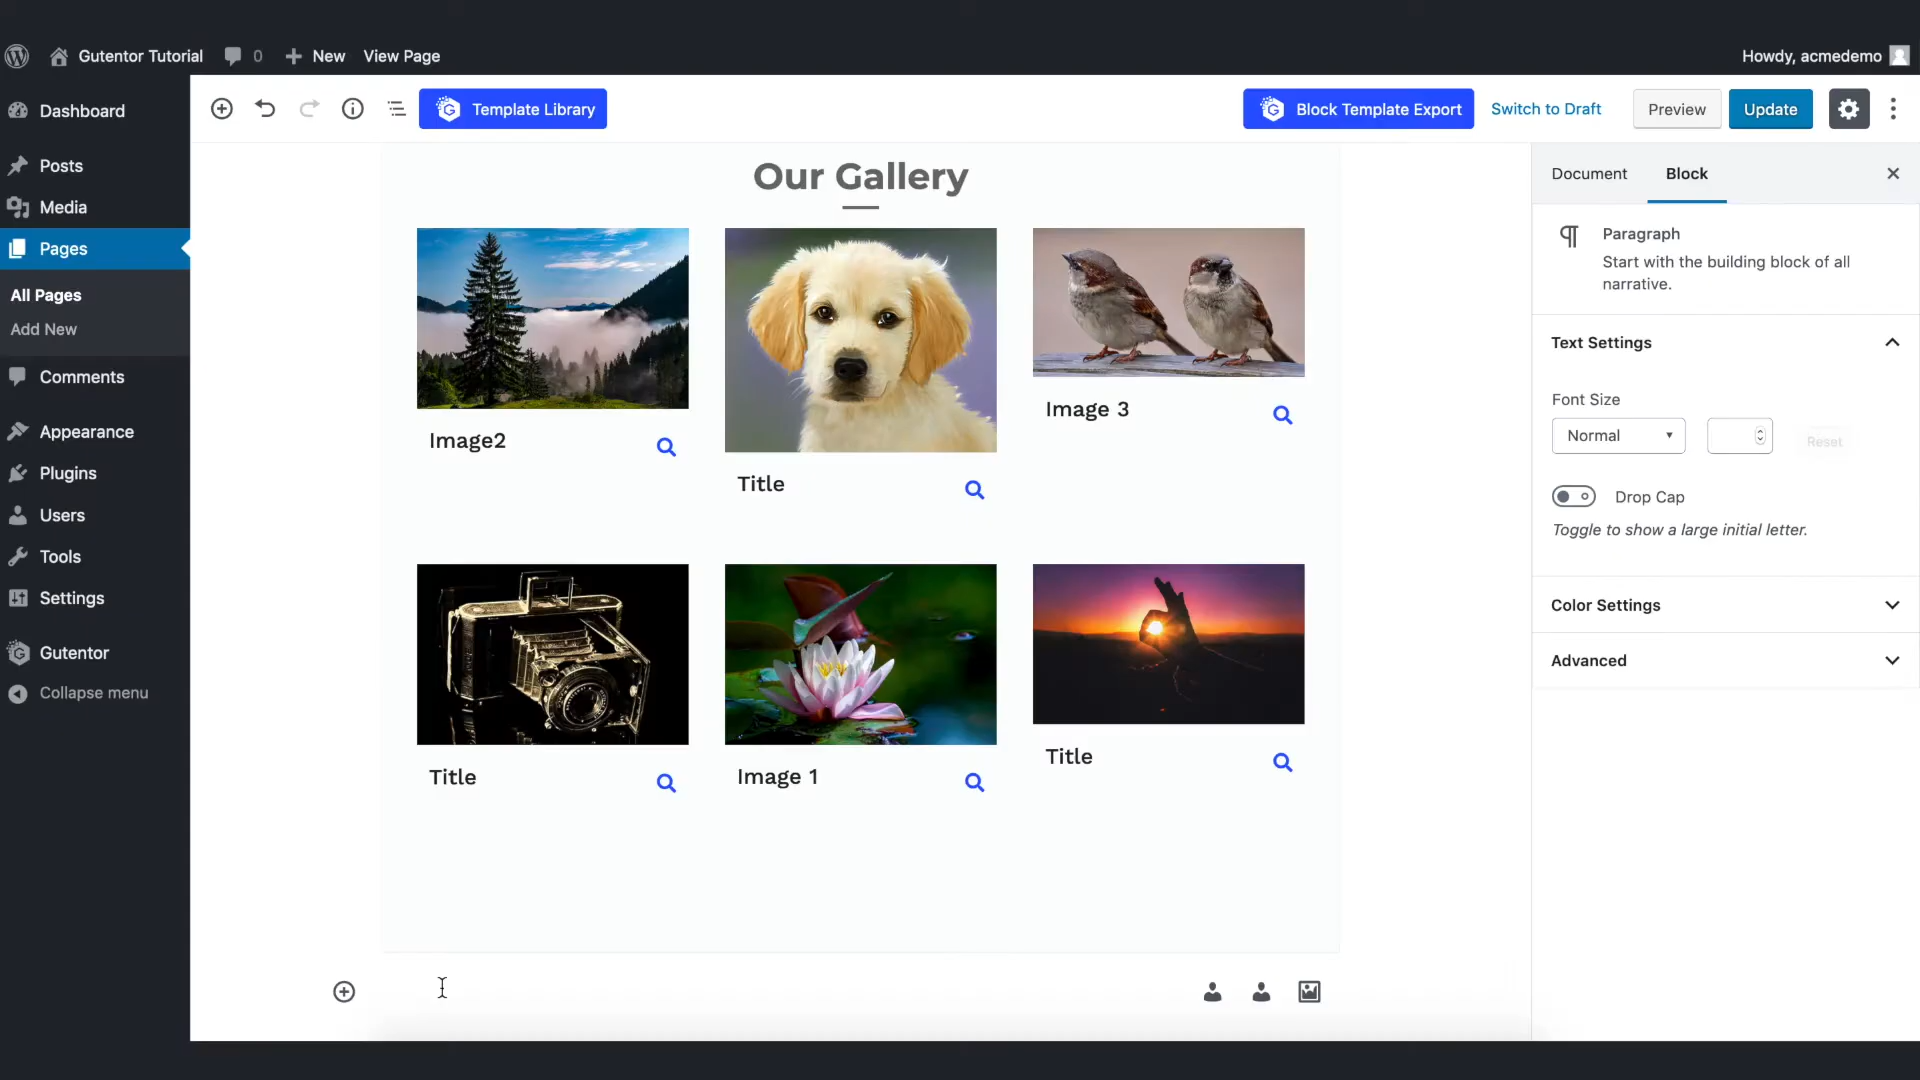 Gutentor Tutorial 0 New View Page Howdy, acmedemo
Template Library Block Template Export Switch to Draft Preview Update
Dashboard
Posts
Media
Pages
All Pages
Add New
Comments
Appearance
Plugins
Users
Tools
Settings
Gutentor
Collapse menu
Our Gallery
Image2
Title
Image 3
Title
Image 1
Title
Document Block
Paragraph
Start with the building block of all
narrative.
Text Settings
Font Size
Normal Reset
Drop Cap
Toggle to show a large initial letter.
Color Settings
Advanced